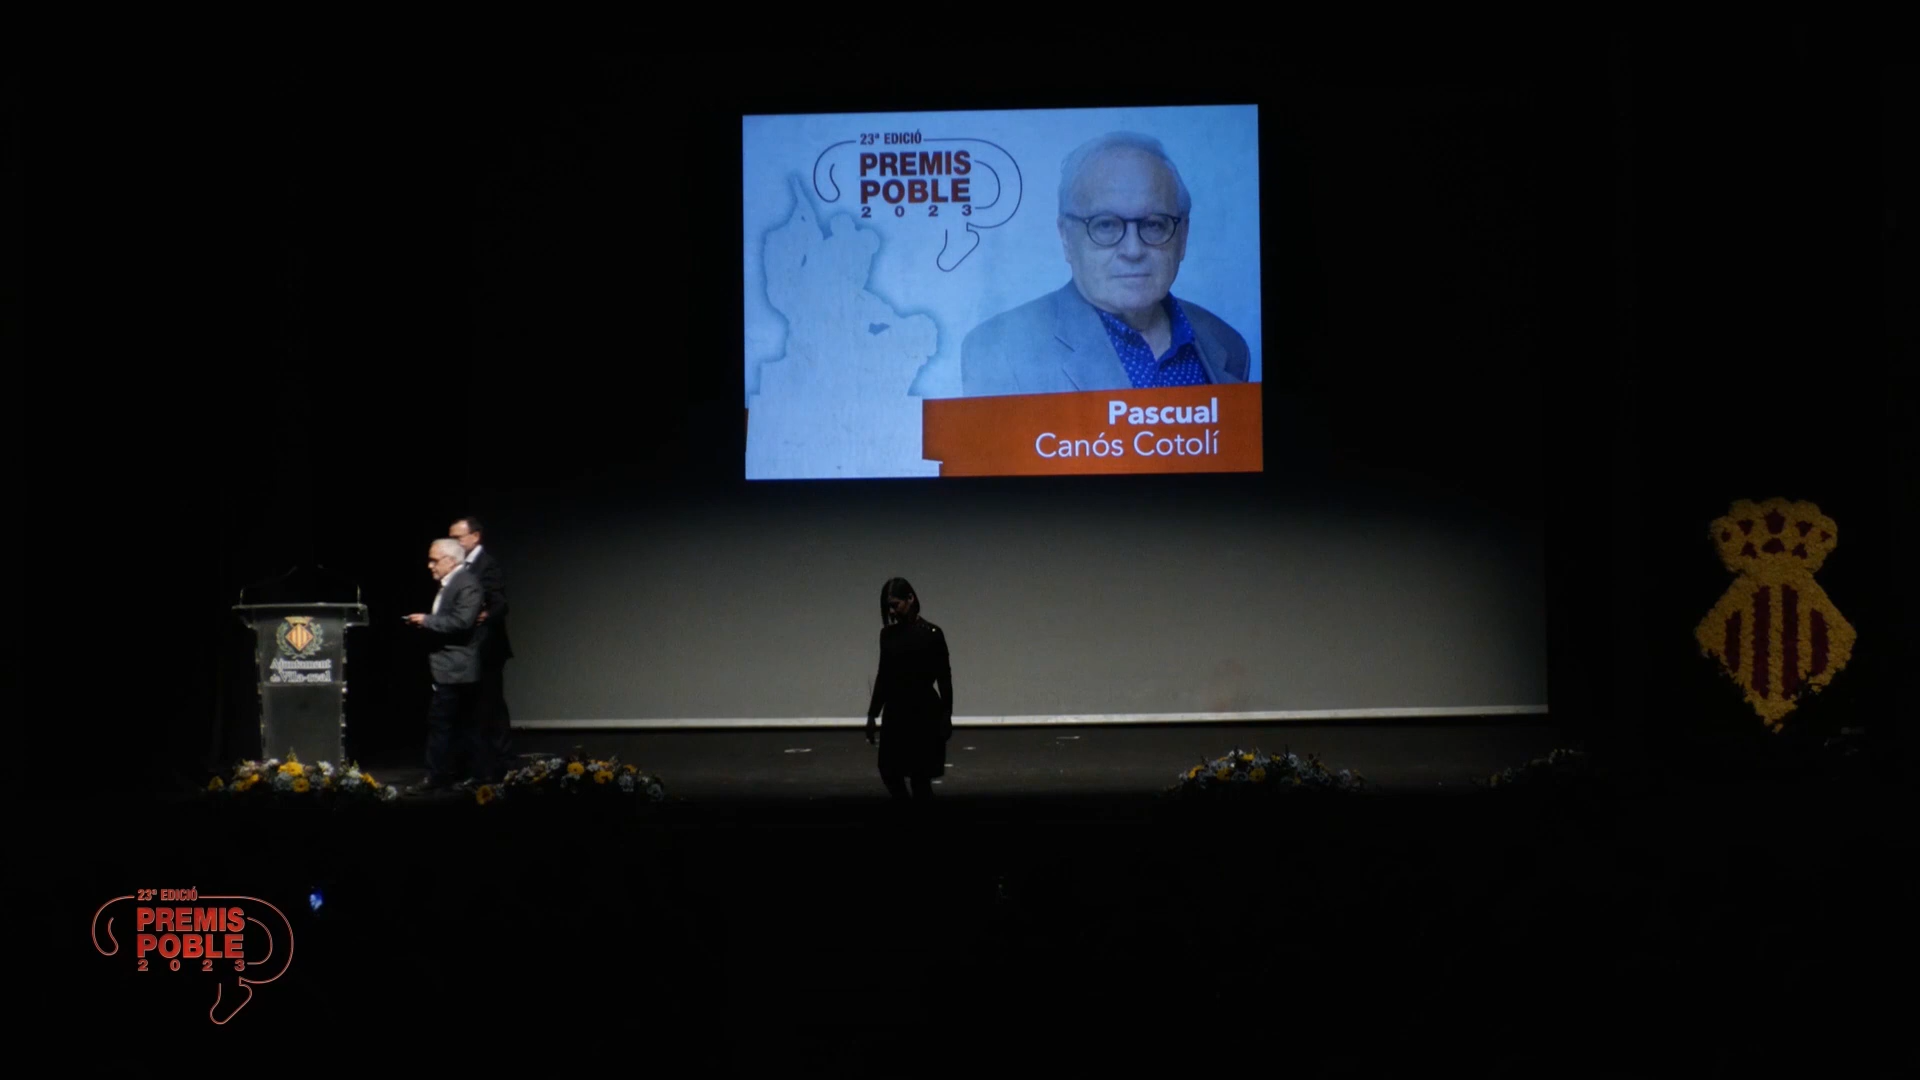 23ª EDICIÓ
PREMIS
POBLE
2023
Pascual
Canós Cotolí
Ajuntament
de Vila-real
23ª EDICIÓ
PREMIS
POBLE
2023